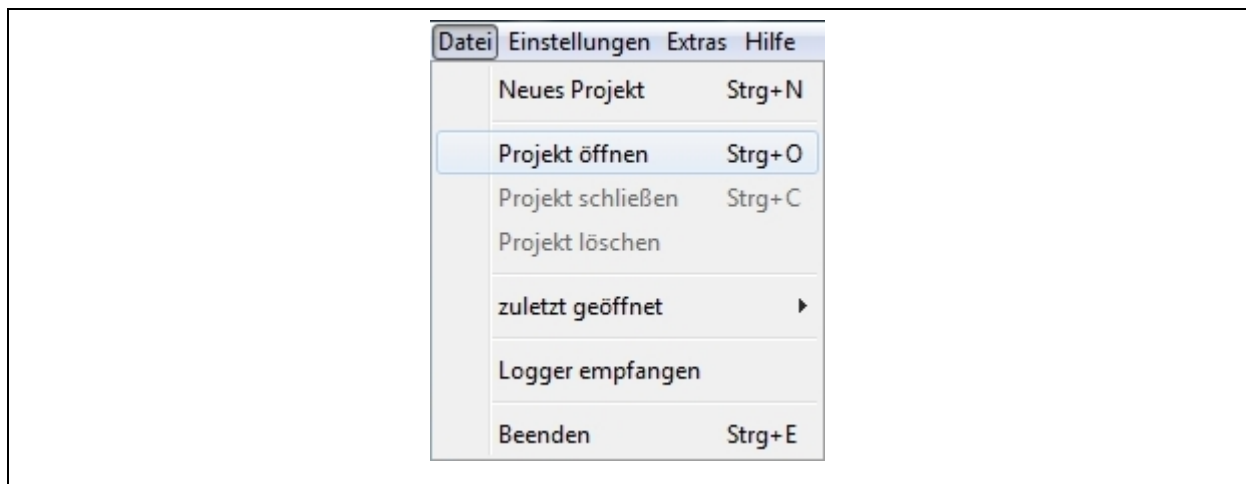 Datei Einstellungen Extras Hilfe
Neues Projekt Strg+N
Projekt öffnen Strg+O
Projekt schließen Strg+C
Projekt löschen
zuletzt geöffnet
Logger empfangen
Beenden Strg+E